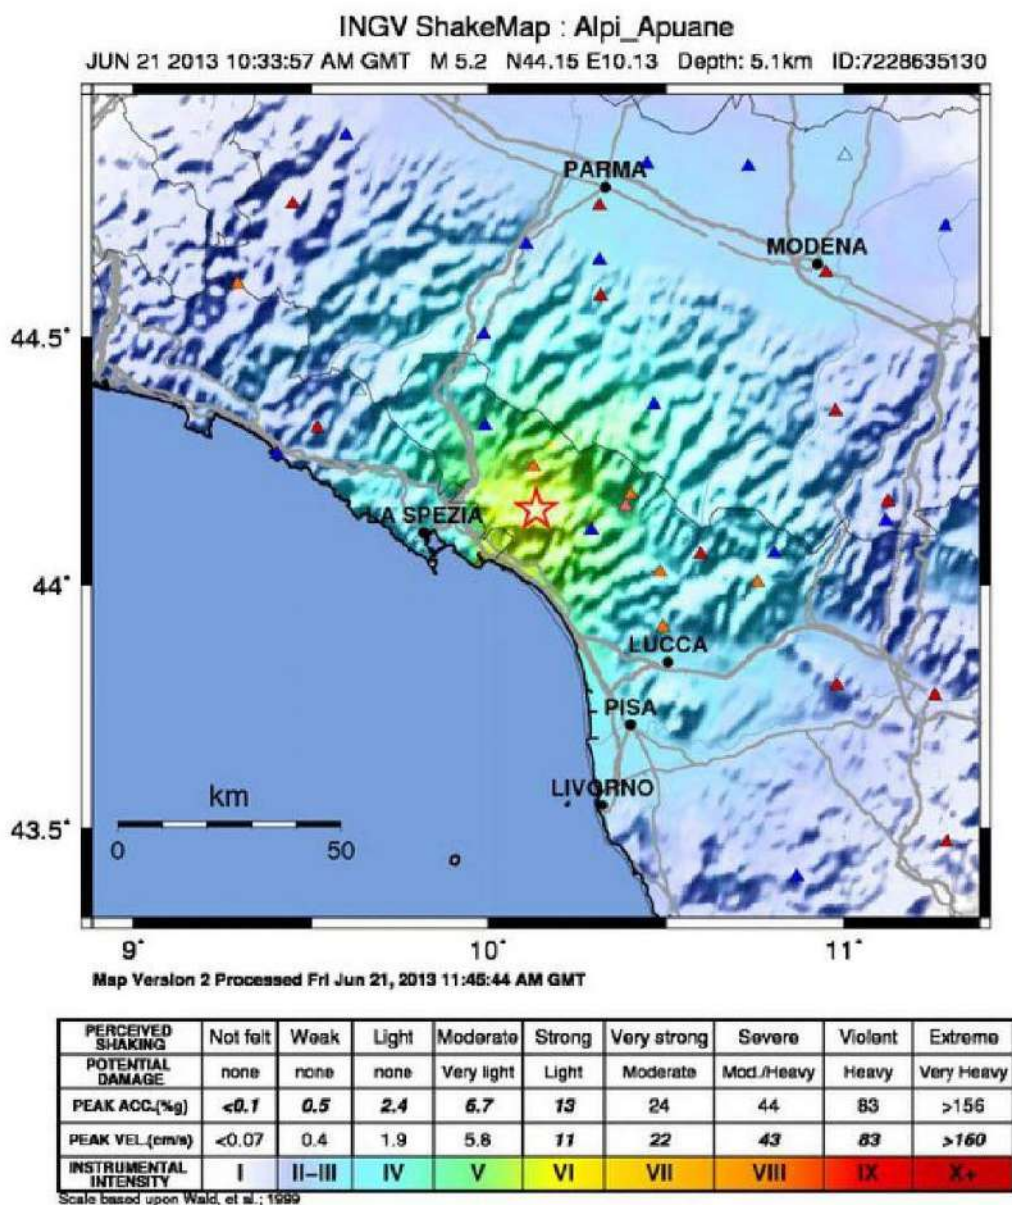 INGV ShakeMap : Alpi_Apuane
JUN 21 2013 10:33:57 AM GMT M 5.2 N44.15 E10.13 Depth: 5.1km ID:7228635130
PARMA
MODENA
44.5°
LA SPEZIA
44°
LUCCA
PISA
km
LIVORNO
43.5°
0 50
9° 10° 11°
Map Version 2 Processed Fri Jun 21, 2013 11:45:44 AM GMT
PERCEIVED SHAKING Not felt Weak Light Moderate Strong Very strong Severe Violent Extreme
POTENTIAL DAMAGE none none none Very light Light Moderate Mod./Heavy Heavy Very Heavy
PEAK ACC.(%g) <0.1 0.5 2.4 6.7 13 24 44 83 >156
PEAK VEL.(cm/s) <0.07 0.4 1.9 5.8 11 22 43 83 >160
INSTRUMENTAL INTENSITY I II-III IV V VI VII VIII IX X+
Scale based upon Wald, et al.; 1999